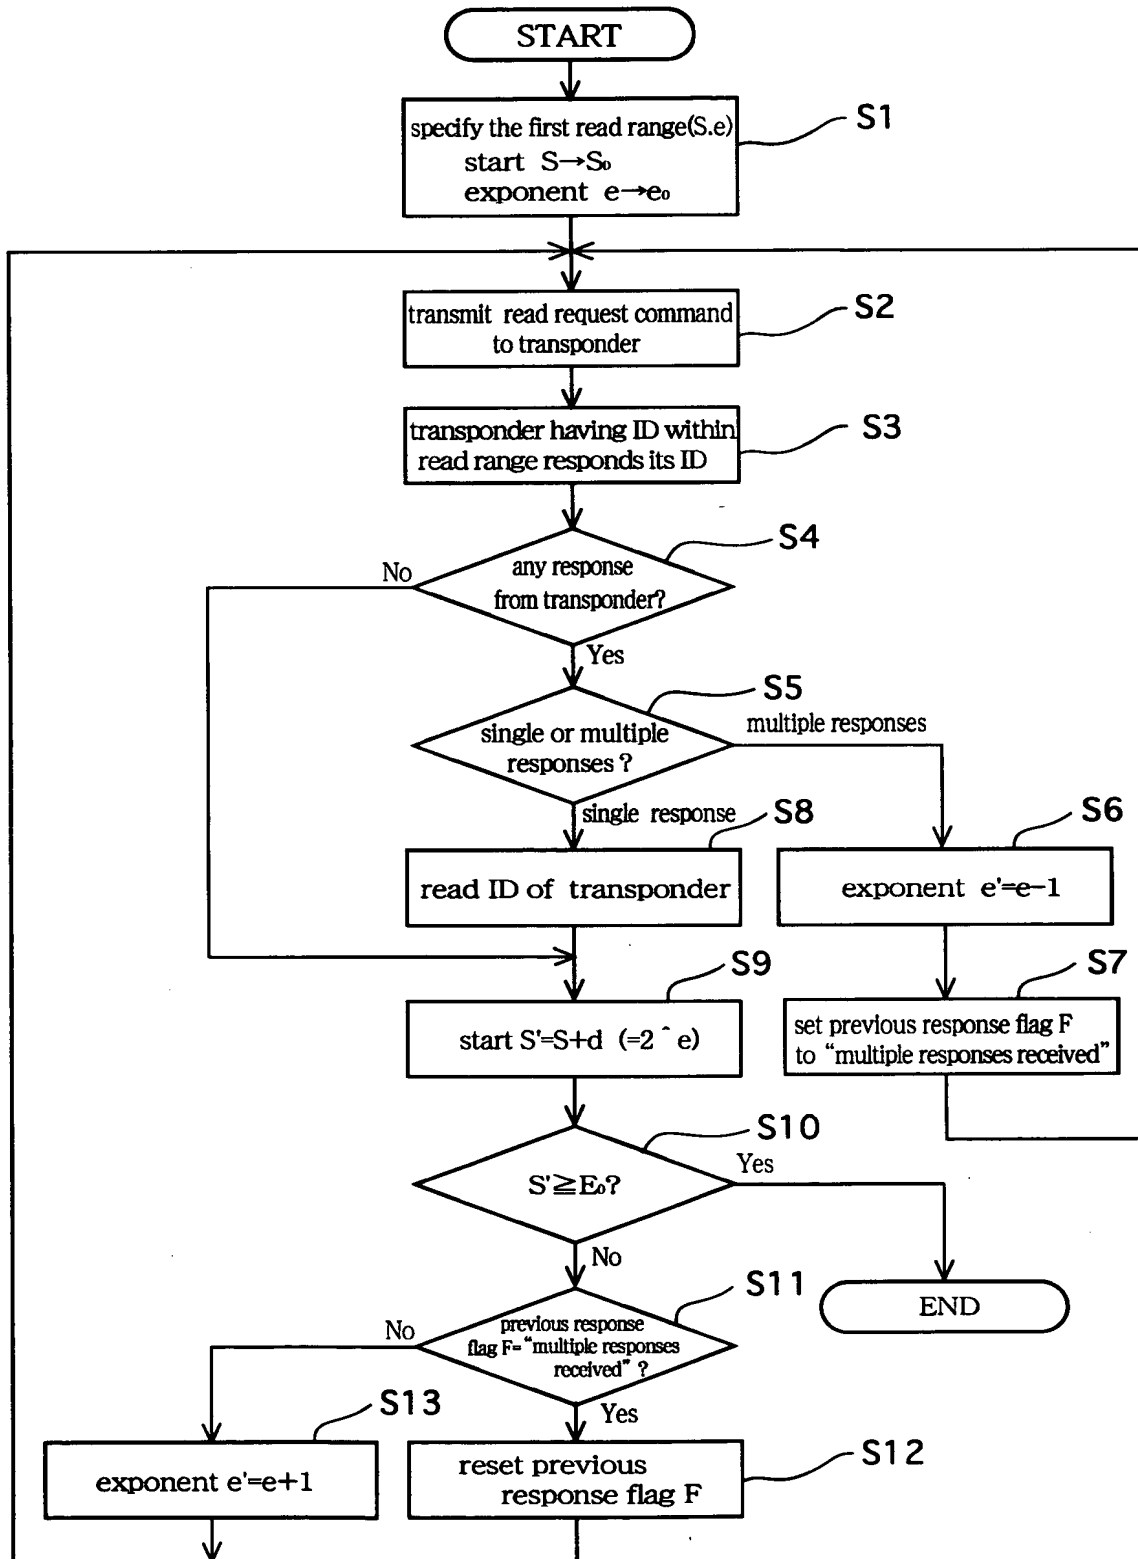 START
specify the first read range(S.e)
start S→S₀
exponent e→e₀
S1
transmit read request command
to transponder
S2
transponder having ID within
read range responds its ID
S3
any response
from transponder?
S4
No
Yes
single or multiple
responses ?
S5
multiple responses
single response
S8
read ID of transponder
S6
exponent e'=e−1
S9
start S'=S+d (=2 ^ e)
S7
set previous response flag F
to “multiple responses received”
S'≧E₀?
S10
Yes
No
END
previous response
flag F= “multiple responses
received” ?
S11
No
Yes
S13
exponent e'=e+1
reset previous
response flag F
S12